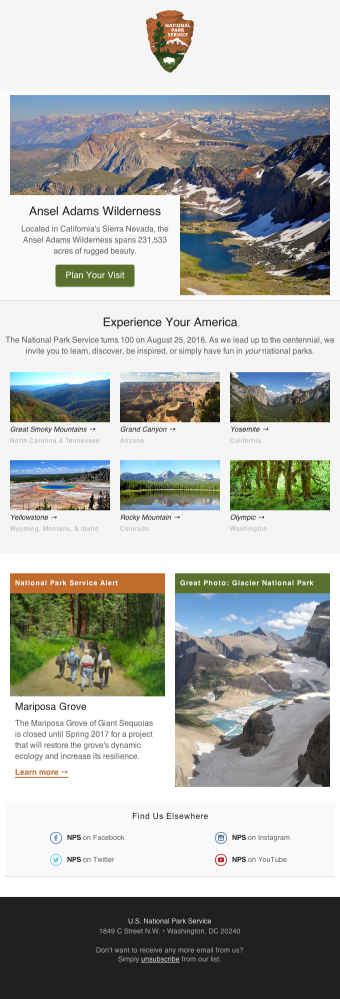 NATIONAL
PARK
SERVICE
Ansel Adams Wilderness
Located in California's Sierra Nevada, the
Ansel Adams Wilderness spans 231,533
acres of rugged beauty.
Plan Your Visit
Experience Your America
The National Park Service turns 100 on August 25, 2016. As we lead up to the centennial, we
invite you to learn, discover, be inspired, or simply have fun in your national parks.
Great Smoky Mountains →
North Carolina & Tennessee
Grand Canyon →
Arizona
Yosemite →
California
Yellowstone →
Wyoming, Montana, & Idaho
Rocky Mountain →
Colorado
Olympic →
Washington
National Park Service Alert
Mariposa Grove
The Mariposa Grove of Giant Sequoias
is closed until Spring 2017 for a project
that will restore the grove's dynamic
ecology and increase its resilience.
Learn more →
Great Photo: Glacier National Park
Find Us Elsewhere
NPS on Facebook
NPS on Instagram
NPS on Twitter
NPS on YouTube
U.S. National Park Service
1849 C Street N.W. • Washington, DC 20240
Don't want to receive any more email from us?
Simply unsubscribe from our list.